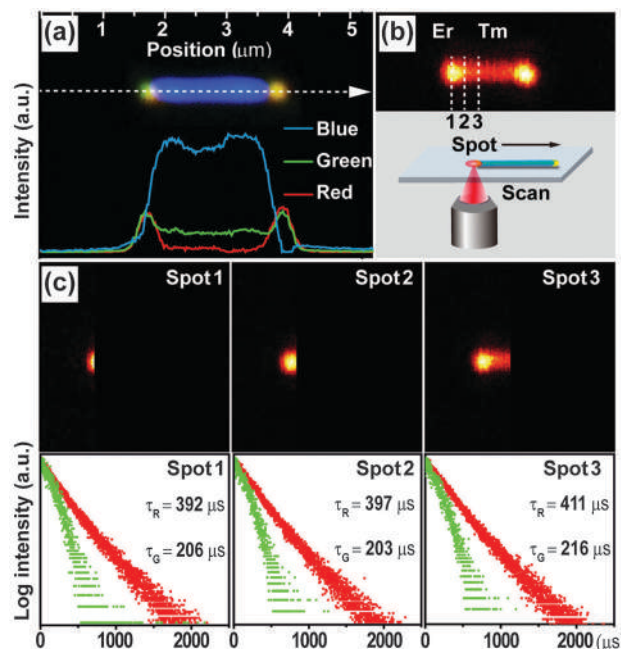 0 1 2 3 4 5
(a)
Position (μm)
Intensity (a.u.)
Blue
Green
Red
(b)
Er Tm
1 2 3
Spot
Scan
(c)
Spot 1 Spot 2 Spot 3
Log intensity (a.u.)
Spot 1 Spot 2 Spot 3
τR = 392 μs τR = 397 μs τR = 411 μs
τG = 206 μs τG = 203 μs τG = 216 μs
0 1000 2000 0 1000 2000 0 1000 2000 (μs